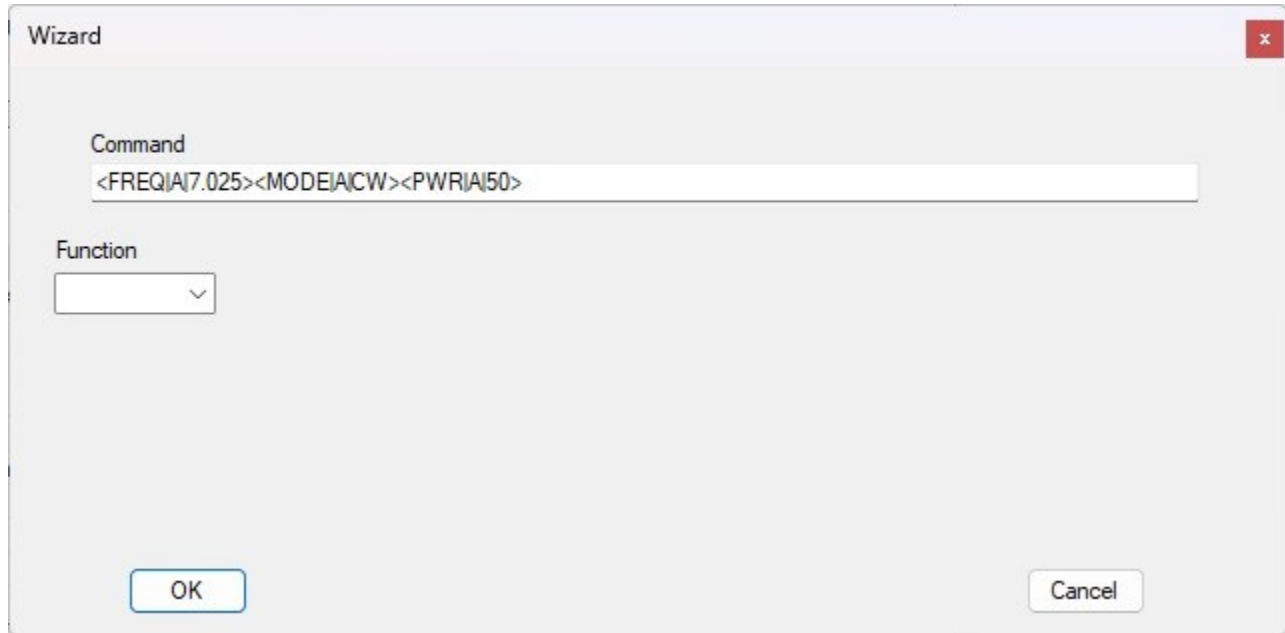 Wizard
x
Command
<FREQ|A|7.025><MODE|A|CW><PWR|A|50>
Function
OK
Cancel